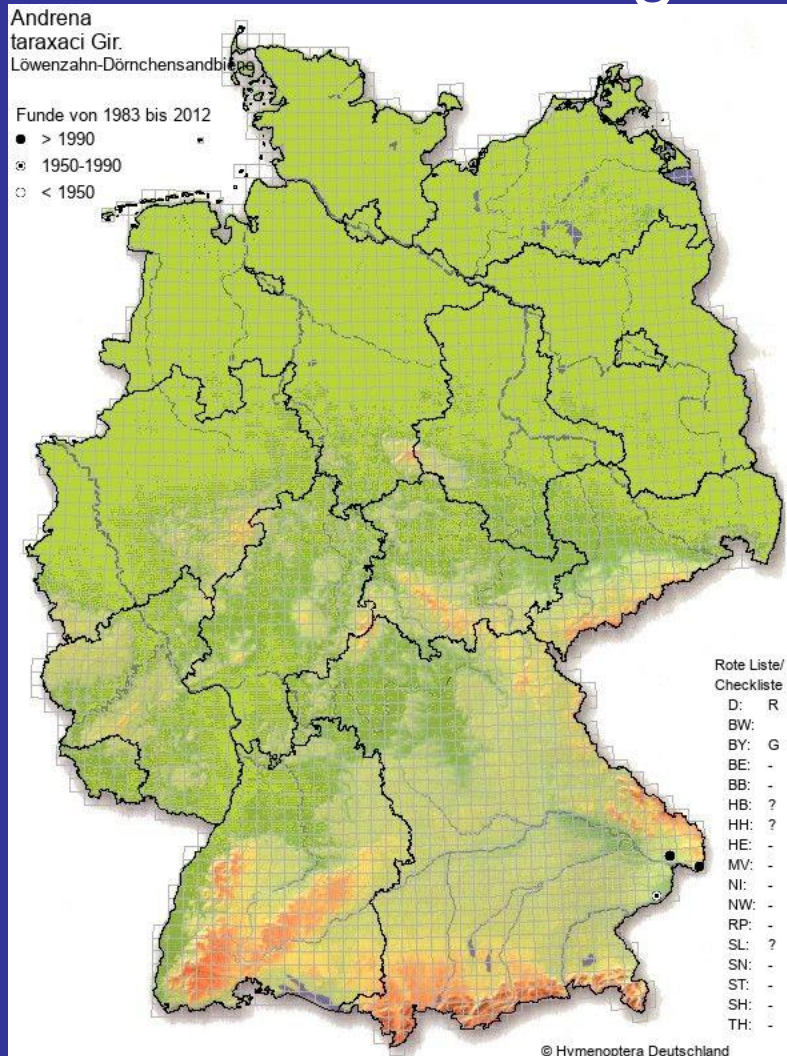 Andrena
taraxaci Gir.
Löwenzahn-Dörnchensandbiene
Funde von 1983 bis 2012
> 1990
1950-1990
< 1950
Rote Liste/
Checkliste
D: R
BW:
BY: G
BE: -
BB: -
HB: ?
HH: ?
HE: -
MV: -
NI: -
NW: -
RP: -
SL: ?
SN: -
ST: -
SH: -
TH: -
© Hymenoptera Deutschland